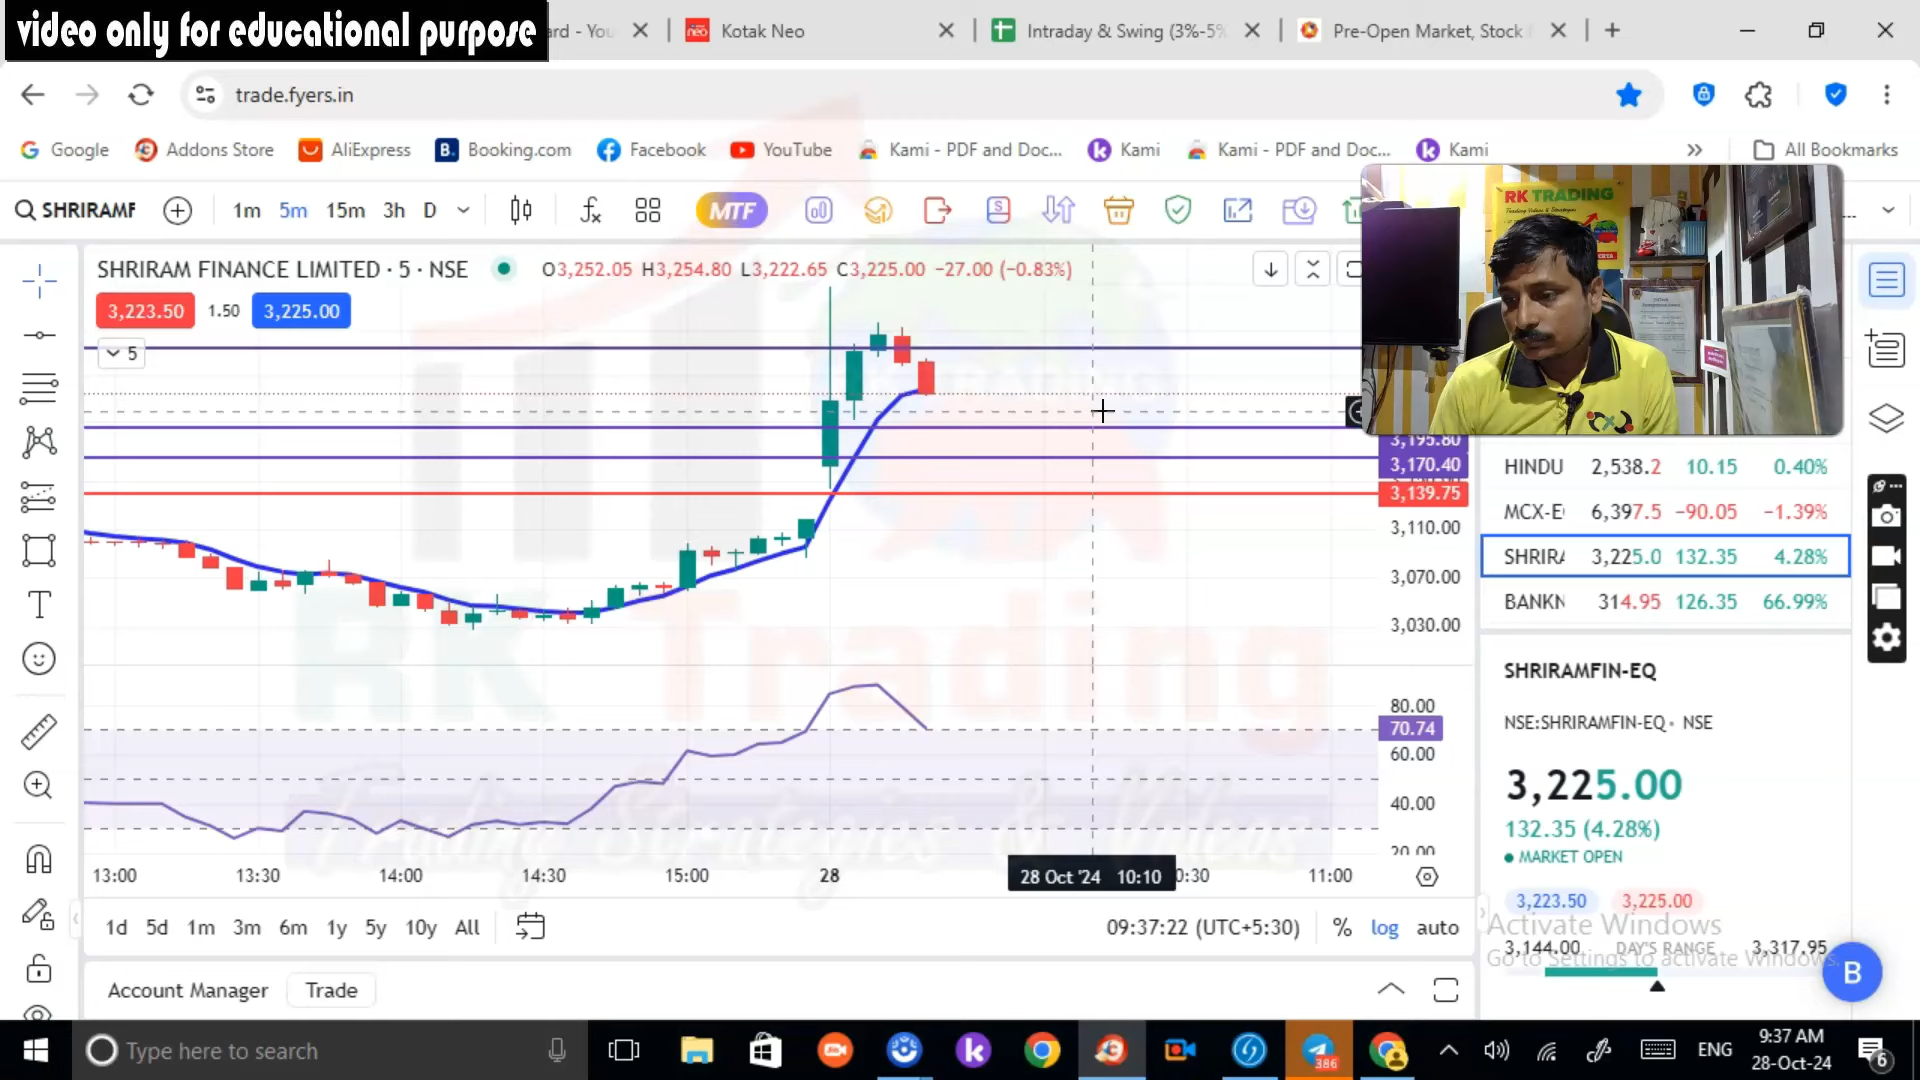 video only for educational purpose
ard - You
Kotak Neo
Intraday & Swing (3%-5%
Pre-Open Market, Stock
trade.fyers.in
Google
Addons Store
AliExpress
Booking.com
Facebook
YouTube
Kami - PDF and Doc...
Kami
Kami - PDF and Doc...
Kami
All Bookmarks
SHRIRAMF
1m 5m 15m 3h D
MTF
RK TRADING
SHRIRAM FINANCE LIMITED · 5 · NSE
O3,252.05 H3,254.80 L3,222.65 C3,225.00 −27.00 (−0.83%)
3,223.50 1.50 3,225.00
5
3,195.80
3,170.40
3,139.75
3,110.00
3,070.00
3,030.00
RK Trading
Trading Strategies & Videos
80.00
70.74
60.00
40.00
20.00
13:00 13:30 14:00 14:30 15:00 28 28 Oct '24 10:10 0:30 11:00
1d 5d 1m 3m 6m 1y 5y 10y All
09:37:22 (UTC+5:30) % log auto
Account Manager
Trade
HINDU 2,538.2 10.15 0.40%
MCX-E 6,397.5 −90.05 −1.39%
SHRIRA 3,225.0 132.35 4.28%
BANKN 314.95 126.35 66.99%
SHRIRAMFIN-EQ
NSE:SHRIRAMFIN-EQ • NSE
3,225.00
132.35 (4.28%)
MARKET OPEN
3,223.50 3,225.00
Activate Windows
3,144.00 DAY'S RANGE 3,317.95
Go to Settings to activate Windows.
B
Type here to search
386
ENG
9:37 AM
28-Oct-24
6